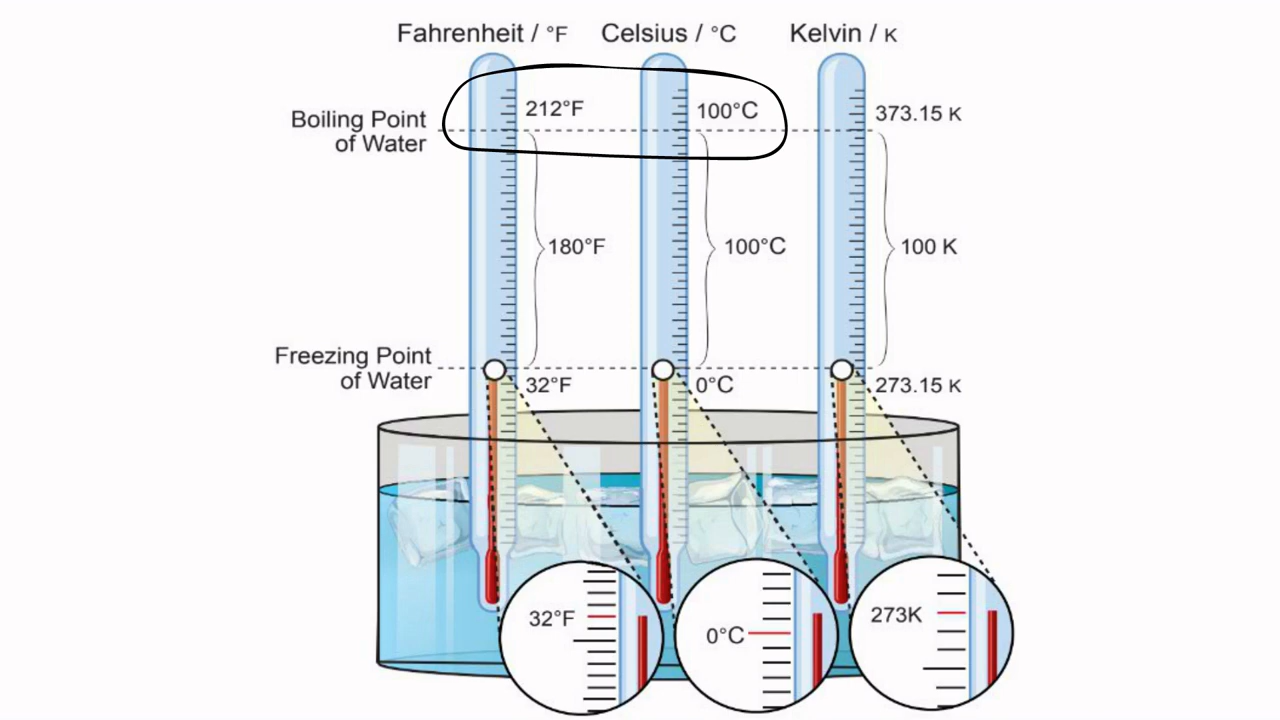 Fahrenheit / °F
Celsius / °C
Kelvin / K
Boiling Point
of Water
212°F
100°C
373.15 K
180°F
100°C
100 K
Freezing Point
of Water
32°F
0°C
273.15 K
32°F
0°C
273K